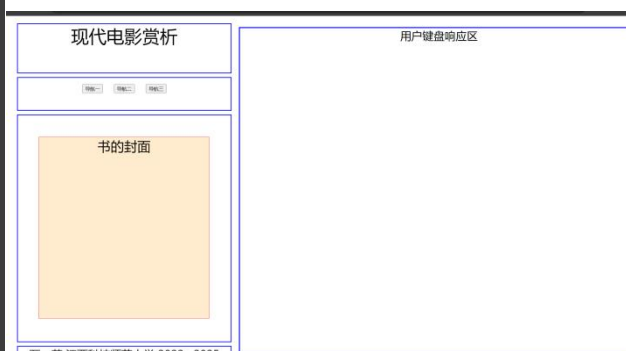 现代电影赏析
用户键盘响应区
导航一 导航二 导航三
书的封面